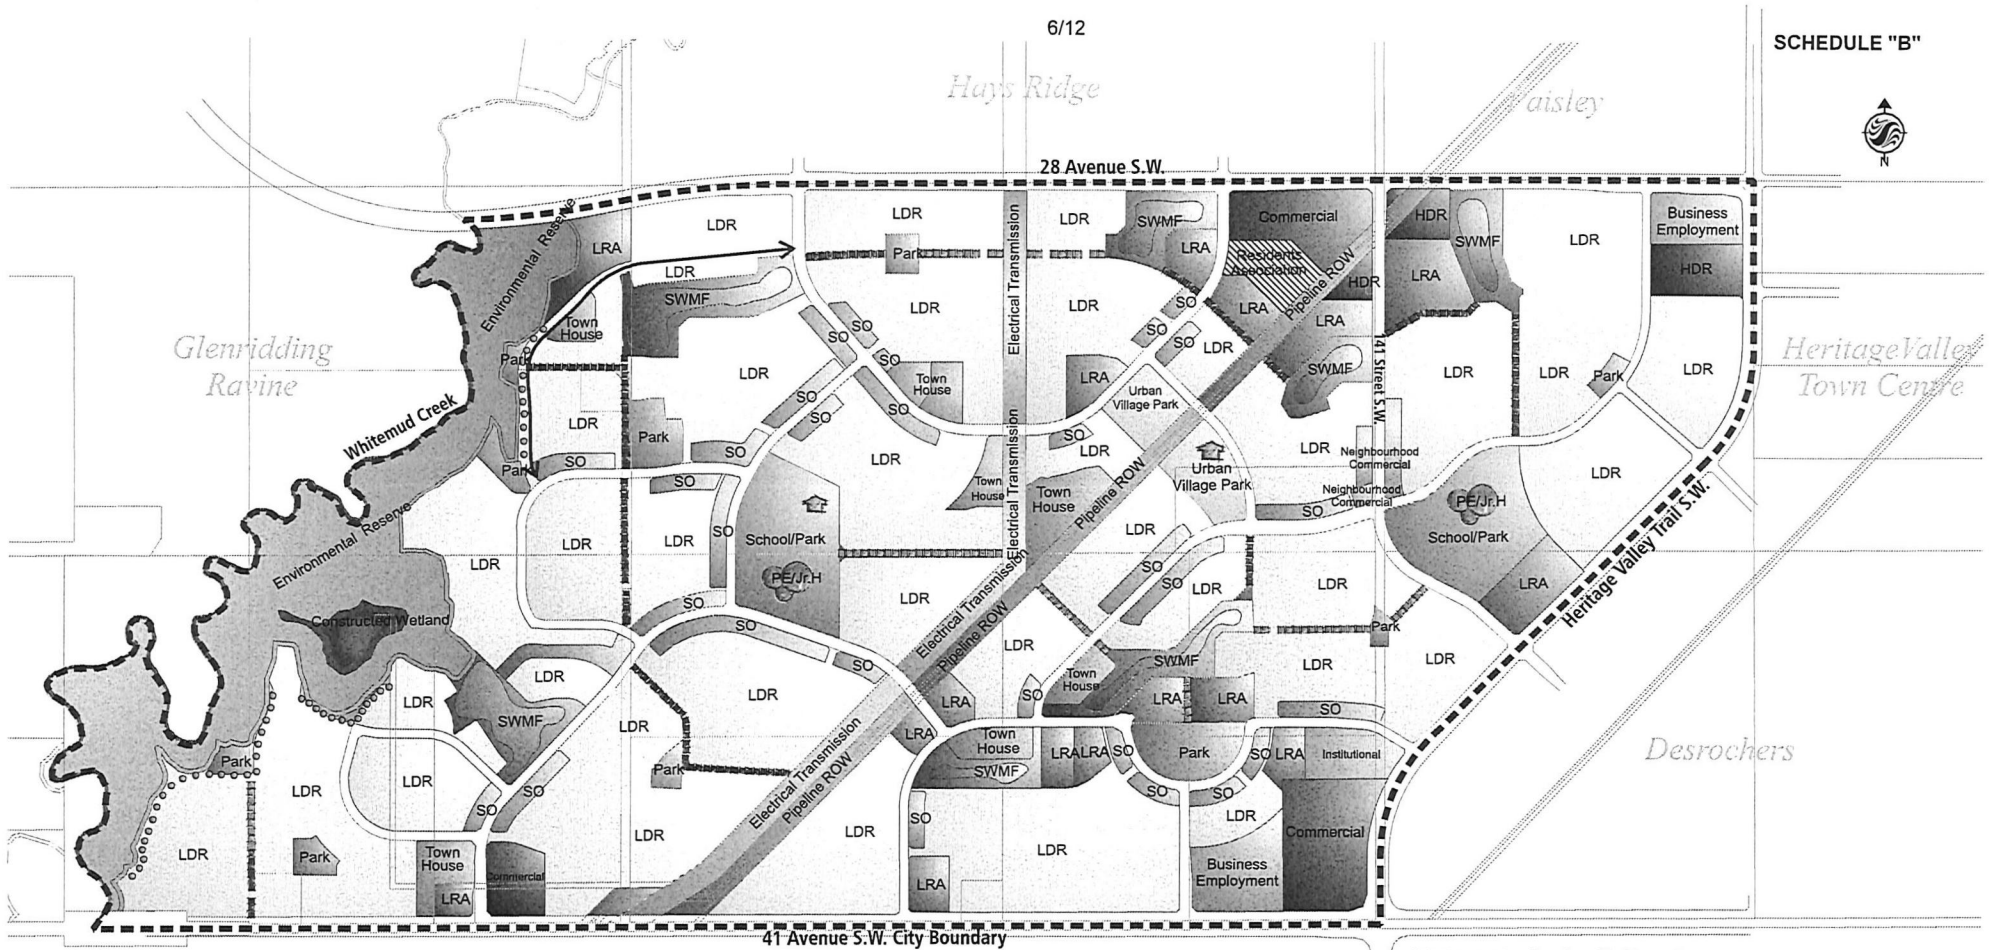 6/12
SCHEDULE "B"
Hays Ridge
Paisley
N
28 Avenue S.W.
Environmental Reserve
LRA
LDR
LDR
Park
Electrical Transmission
LDR
SWMF
LRA
Commercial
Residents
Association
Pipeline ROW
HDR
SWMF
LDR
Business
Employment
HDR
LDR
SWMF
LDR
LDR
SO
SO
LRA
HDR
LRA
LRA
Town
House
SO
SO
SO
SO
LDR
141 Street S.W.
Glenridding
Ravine
Park
LDR
Town
House
LRA
Urban
Village Park
SWMF
LDR
LDR
Park
LDR
Heritage Valley
Town Centre
Whitemud Creek
LDR
Park
SO
SO
SO
Electrical Transmission
SO
LDR
LDR
Neighbourhood
Commercial
Park
SO
SO
LDR
Urban
Village Park
LDR
SO
Town
House
Town
House
Pipeline ROW
Neighbourhood
Commercial
SO
PE/Jr.H
School/Park
Environmental Reserve
LDR
LDR
SO
School/Park
PE/Jr.H
LDR
Heritage Valley Trail S.W.
LDR
SO
SO
LDR
LDR
LRA
Constructed Wetland
SO
SO
LDR
Electrical Transmission
Pipeline ROW
LDR
Park
LDR
SO
LDR
SWMF
LDR
LDR
LDR
SWMF
LDR
LDR
Town
House
SO
LRA
LRA
LRA
SO
LRA
Town
House
LRA
LRA
SO
Park
SO
LRA
Institutional
Desrochers
Park
LDR
LDR
Park
Electrical Transmission
Pipeline ROW
SWMF
SO
SO
SO
SO
SO
LDR
LDR
LDR
LDR
Commercial
LDR
Park
Town
House
LRA
Commercial
LRA
Business
Employment
41 Avenue S.W. City Boundary